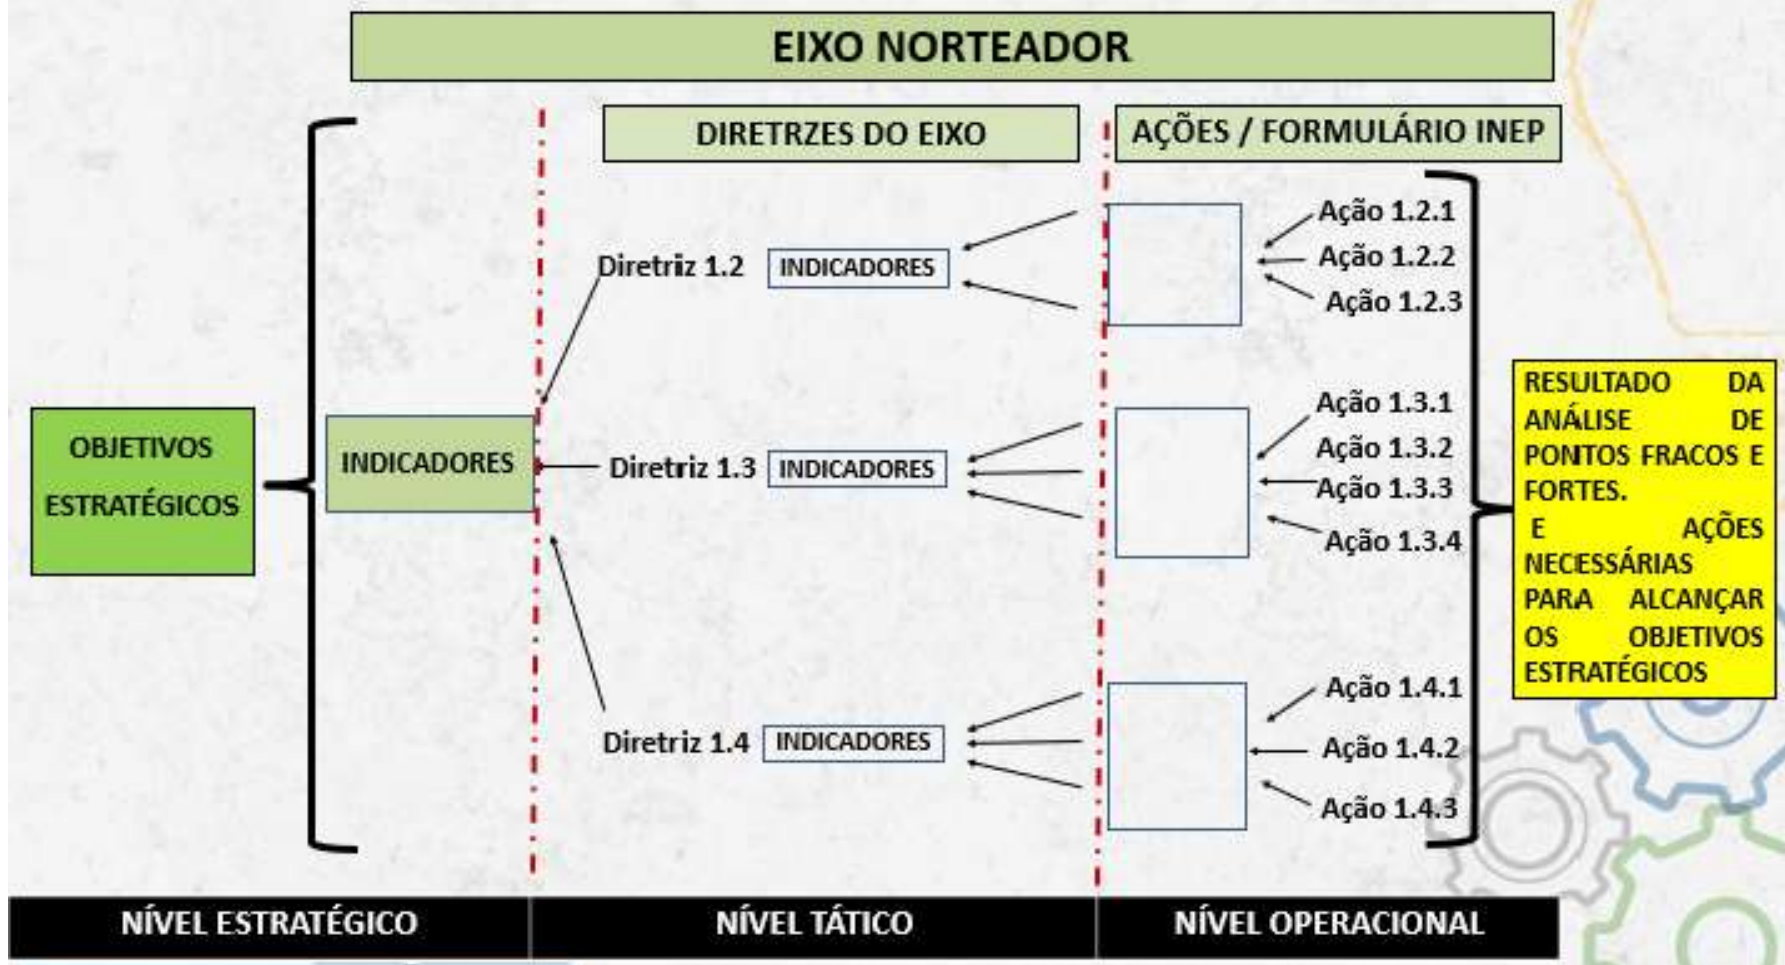 EIXO NORTEADOR
DIRETRZES DO EIXO
AÇÕES / FORMULÁRIO INEP
OBJETIVOS
ESTRATÉGICOS
INDICADORES
Diretriz 1.2
INDICADORES
Ação 1.2.1
Ação 1.2.2
Ação 1.2.3
Diretriz 1.3
INDICADORES
Ação 1.3.1
Ação 1.3.2
Ação 1.3.3
Ação 1.3.4
Diretriz 1.4
INDICADORES
Ação 1.4.1
Ação 1.4.2
Ação 1.4.3
RESULTADO DA
ANÁLISE DE
PONTOS FRACOS E
FORTES.
E AÇÕES
NECESSÁRIAS
PARA ALCANÇAR
OS OBJETIVOS
ESTRATÉGICOS
NÍVEL ESTRATÉGICO
NÍVEL TÁTICO
NÍVEL OPERACIONAL